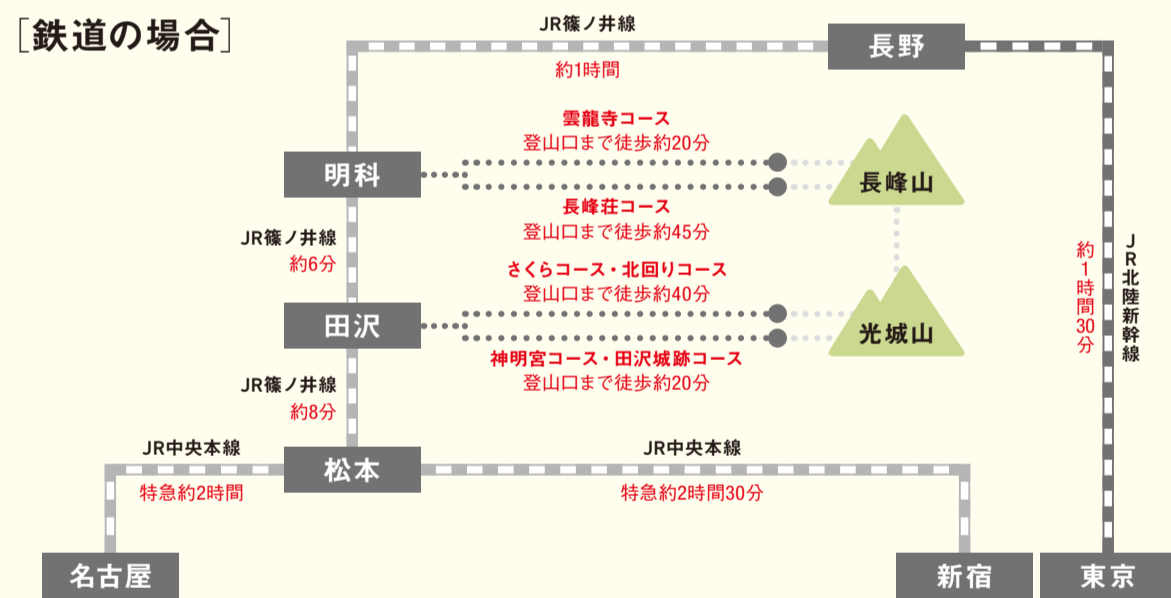 [鉄道の場合]
JR篠ノ井線
長野
約1時間
雲龍寺コース
登山口まで徒歩約20分
明科
長峰山
長峰荘コース
登山口まで徒歩約45分
JR篠ノ井線
約6分
JR北陸新幹線
約1時間30分
さくらコース・北回りコース
登山口まで徒歩約40分
田沢
光城山
神明宮コース・田沢城跡コース
登山口まで徒歩約20分
JR篠ノ井線
約8分
JR中央本線
松本
JR中央本線
特急約2時間
特急約2時間30分
名古屋
新宿
東京